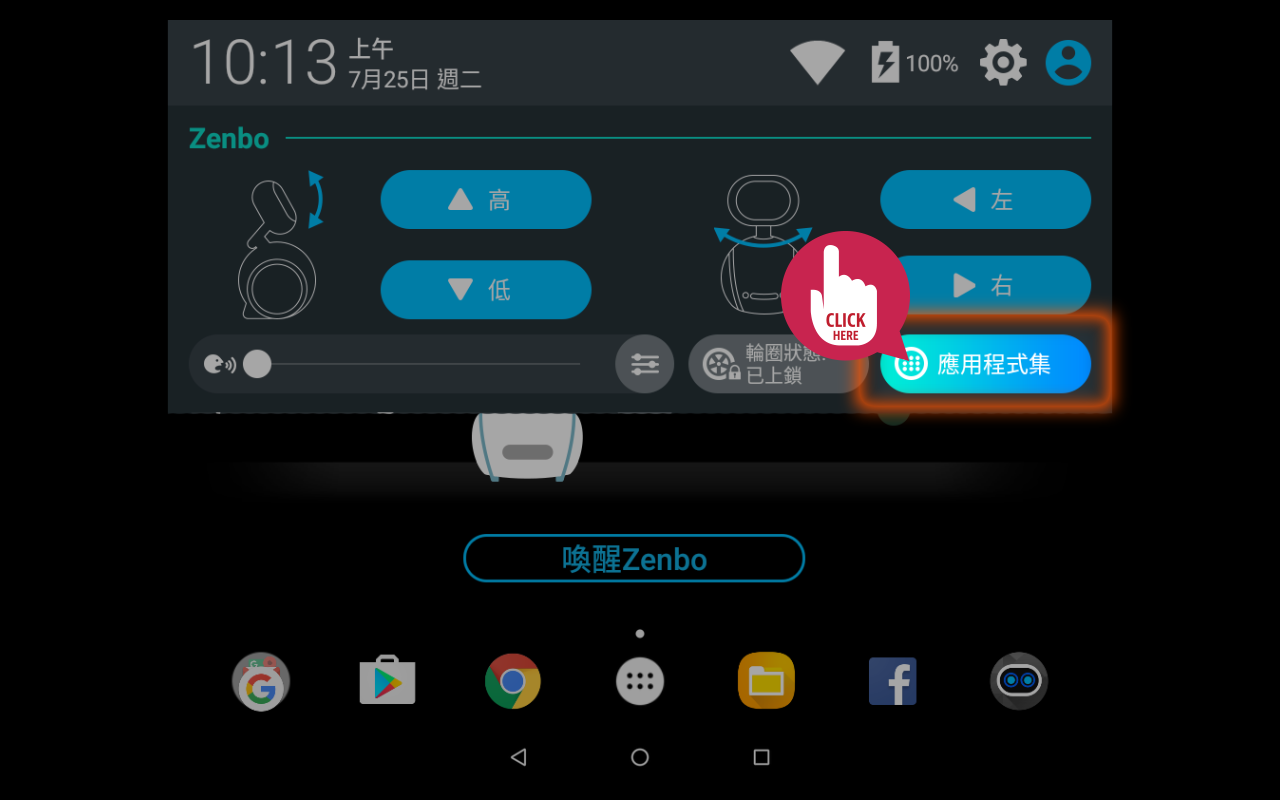 10:13
上午
7月25日 週二
100%
Zenbo
高
左
低
右
CLICK
HERE
輪圈狀態:
已上鎖
應用程式集
喚醒Zenbo